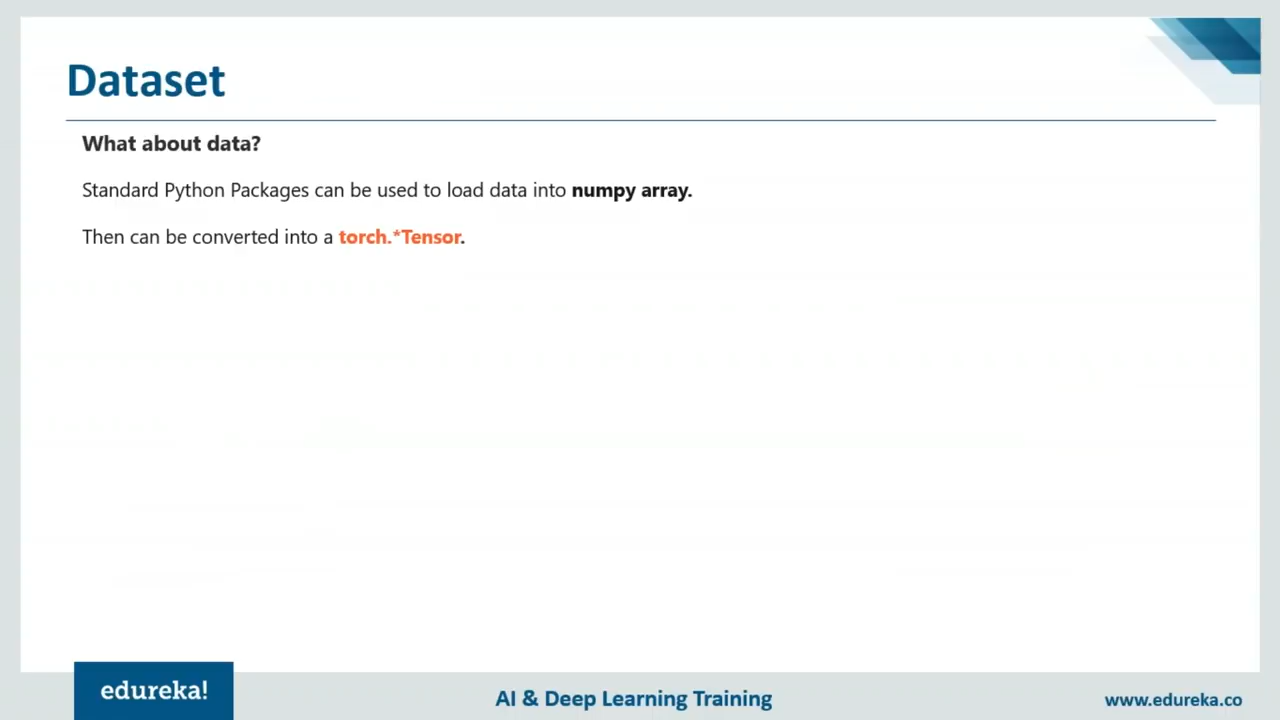 Dataset
What about data?
Standard Python Packages can be used to load data into numpy array.
Then can be converted into a torch.*Tensor.
edureka!
AI & Deep Learning Training
www.edureka.co